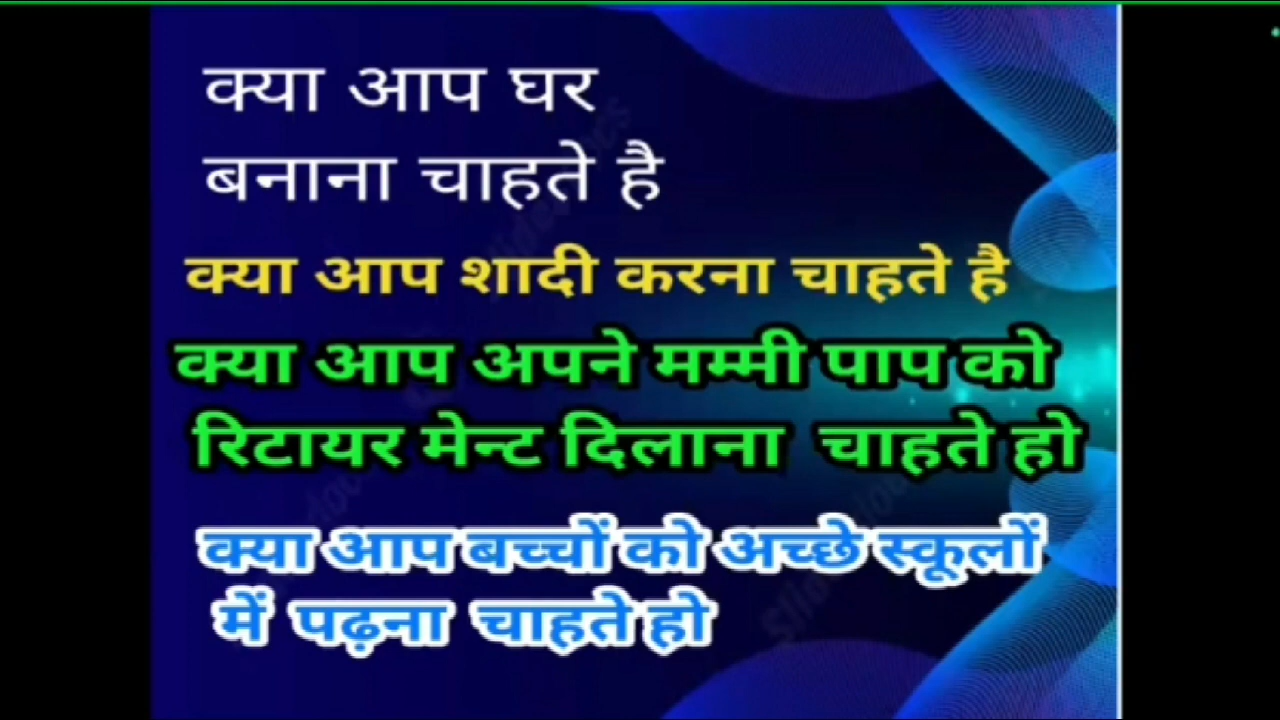 क्या आप घर
बनाना चाहते है
क्या आप शादी करना चाहते है
क्या आप अपने मम्मी पाप को
रिटायर मेन्ट दिलाना चाहते हो
क्या आप बच्चों को अच्छे स्कूलों
में पढ़ना चाहते हो